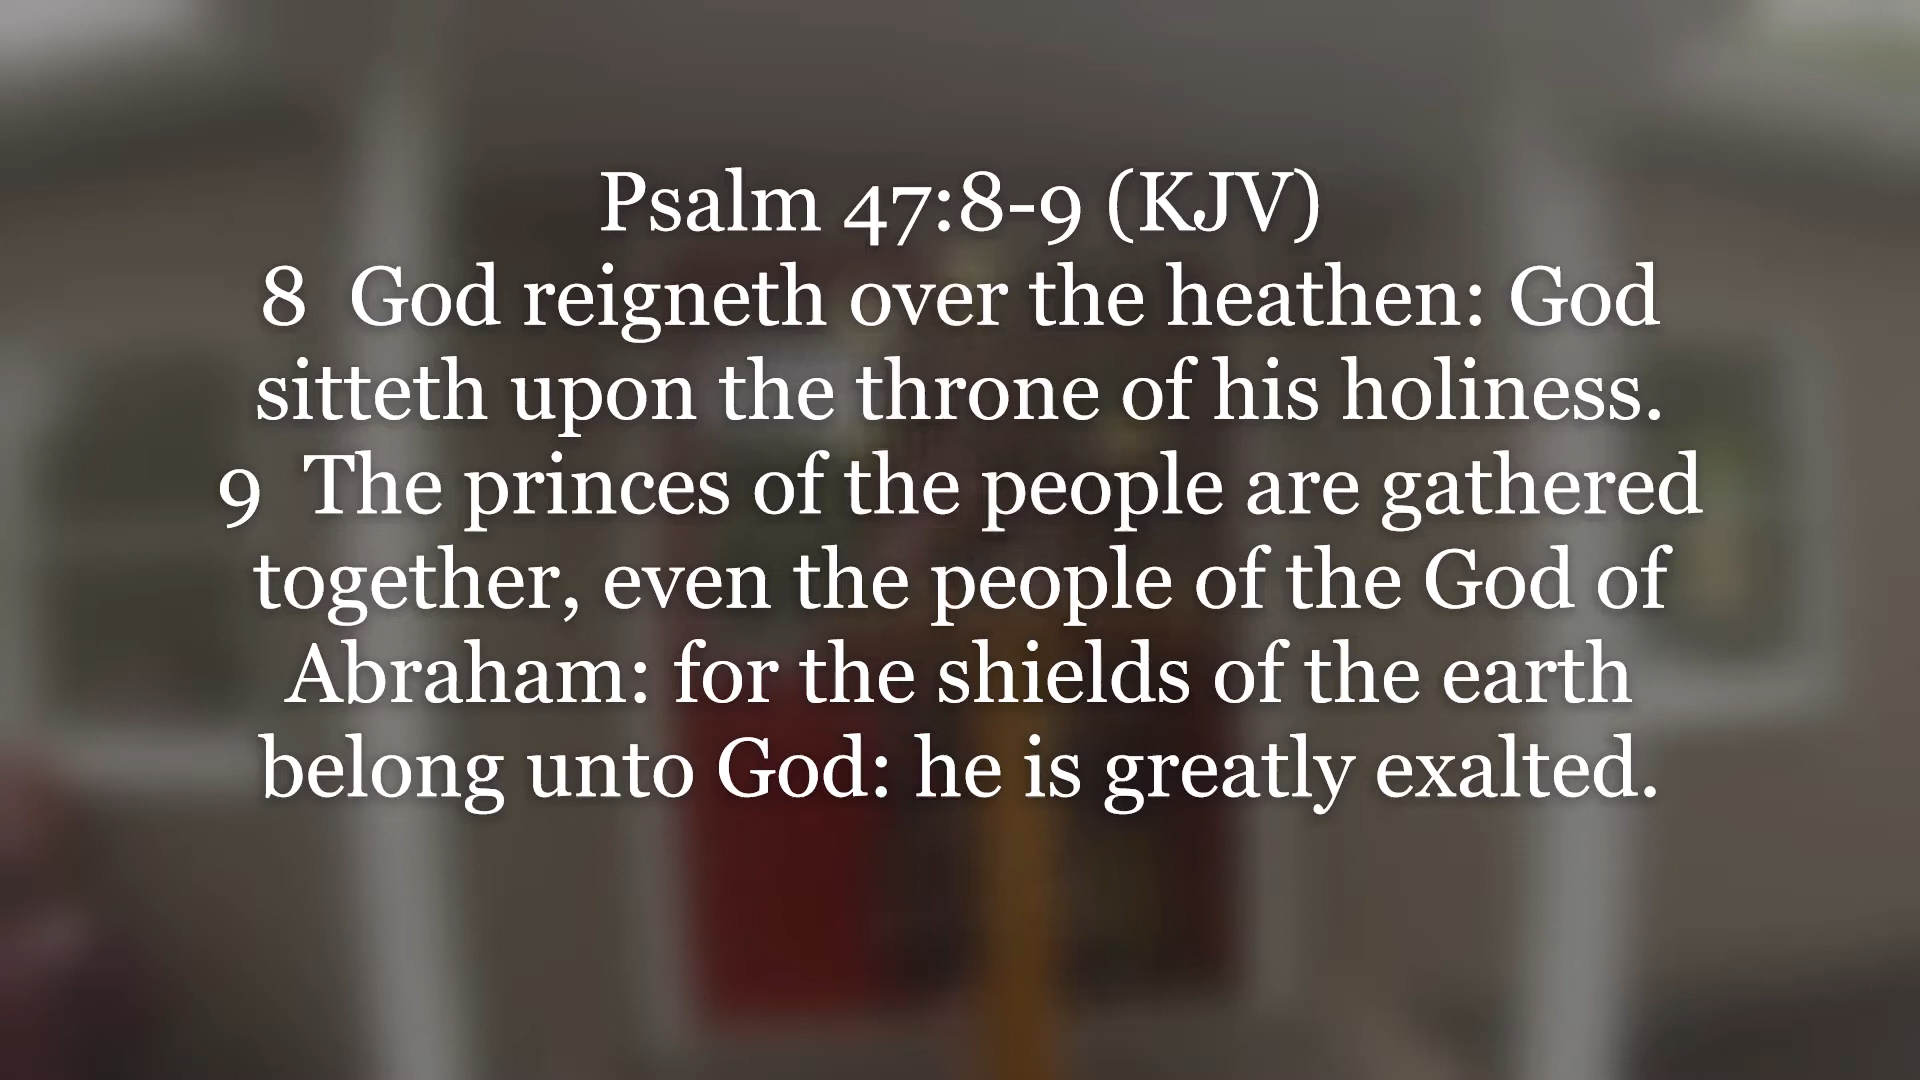 Psalm 47:8-9 (KJV)
8  God reigneth over the heathen: God
sitteth upon the throne of his holiness.
9  The princes of the people are gathered
together, even the people of the God of
Abraham: for the shields of the earth
belong unto God: he is greatly exalted.